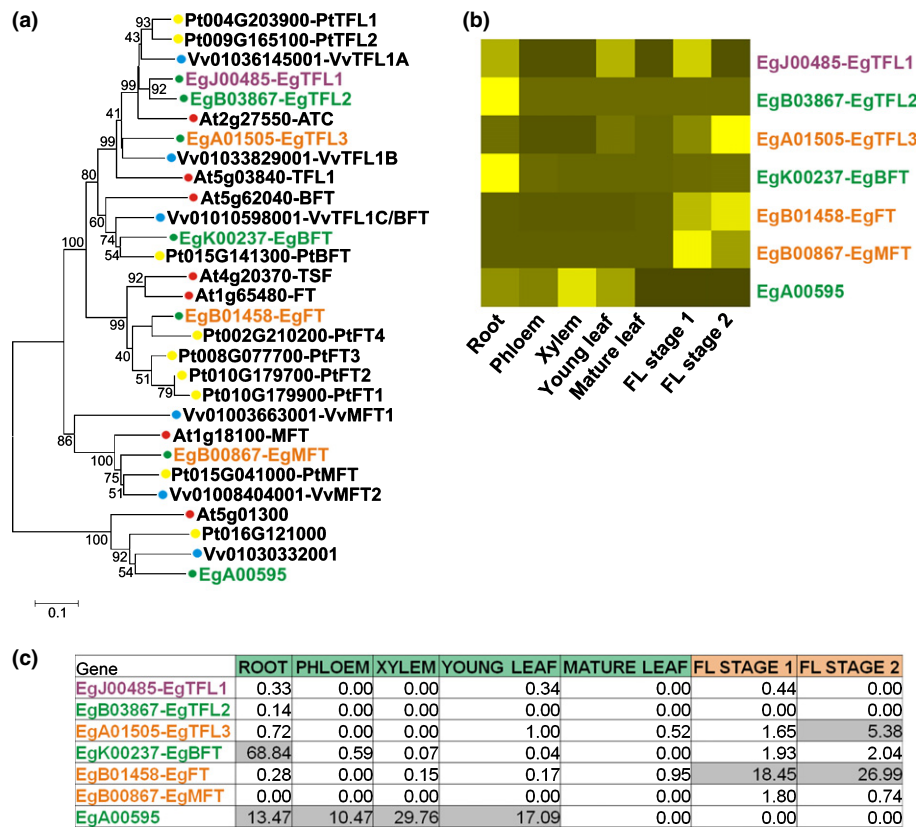 (a)
93
Pt004G203900-PtTFL1
43
Pt009G165100-PtTFL2
Vv01036145001-VvTFL1A
99
EgJ00485-EgTFL1
92
EgB03867-EgTFL2
41
At2g27550-ATC
EgA01505-EgTFL3
99
Vv01033829001-VvTFL1B
80
At5g03840-TFL1
At5g62040-BFT
60
Vv01010598001-VvTFL1C/BFT
74
EgK00237-EgBFT
100
54
Pt015G141300-PtBFT
92
At4g20370-TSF
At1g65480-FT
99
EgB01458-EgFT
Pt002G210200-PtFT4
40
Pt008G077700-PtFT3
51
Pt010G179700-PtFT2
79
Pt010G179900-PtFT1
Vv01003663001-VvMFT1
86
At1g18100-MFT
100
EgB00867-EgMFT
75
Pt015G041000-PtMFT
51
Vv01008404001-VvMFT2
At5g01300
100
Pt016G121000
92
Vv01030332001
54
EgA00595
0.1
(b)
EgJ00485-EgTFL1
EgB03867-EgTFL2
EgA01505-EgTFL3
EgK00237-EgBFT
EgB01458-EgFT
EgB00867-EgMFT
EgA00595
Root
Phloem
Xylem
Young leaf
Mature leaf
FL stage 1
FL stage 2
(c)
Gene ROOT PHLOEM XYLEM YOUNG LEAF MATURE LEAF FL STAGE 1 FL STAGE 2
EgJ00485-EgTFL1 0.33 0.00 0.00 0.34 0.00 0.44 0.00
EgB03867-EgTFL2 0.14 0.00 0.00 0.00 0.00 0.00 0.00
EgA01505-EgTFL3 0.72 0.00 0.00 1.00 0.52 1.65 5.38
EgK00237-EgBFT 68.84 0.59 0.07 0.04 0.00 1.93 2.04
EgB01458-EgFT 0.28 0.00 0.15 0.17 0.95 18.45 26.99
EgB00867-EgMFT 0.00 0.00 0.00 0.00 0.00 1.80 0.74
EgA00595 13.47 10.47 29.76 17.09 0.00 0.00 0.00